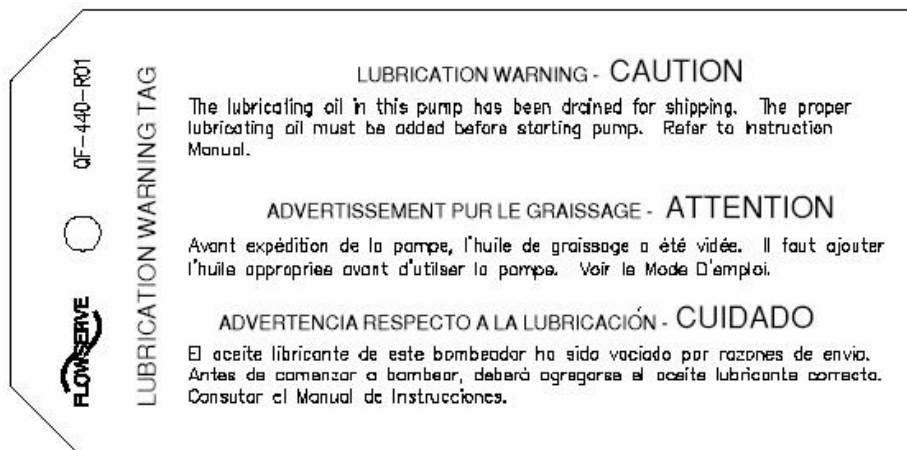 QF-440-R01
FLOWSERVE
LUBRICATION WARNING TAG
LUBRICATION WARNING - CAUTION
The lubricating oil in this pump has been drained for shipping. The proper
lubricating oil must be added before starting pump. Refer to Instruction
Manual.
ADVERTISSEMENT PUR LE GRAISSAGE - ATTENTION
Avant expédition de la pompe, l'huile de graissage a été vidée. Il faut ajouter
l'huile appropriee avant d'utilser la pompe. Voir le Mode D'emploi.
ADVERTENCIA RESPECTO A LA LUBRICACIÓN - CUIDADO
El aceite libricante de este bombeador ha sido vaciado por razones de envio.
Antes de comenzar a bombear, deberá agregarse el aceite lubricante correcto.
Consutar el Manual de Instrucciones.